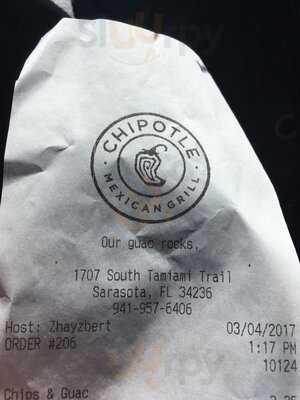 Sluurpy
CHIPOTLE
MEXICAN GRILL
Our guac rocks.
1707 South Tamiami Trail
Sarasota, FL 34236
941-957-6406
Host: Zhayzbert 03/04/2017
ORDER #206 1:17 PM
10124
Chips & Guac